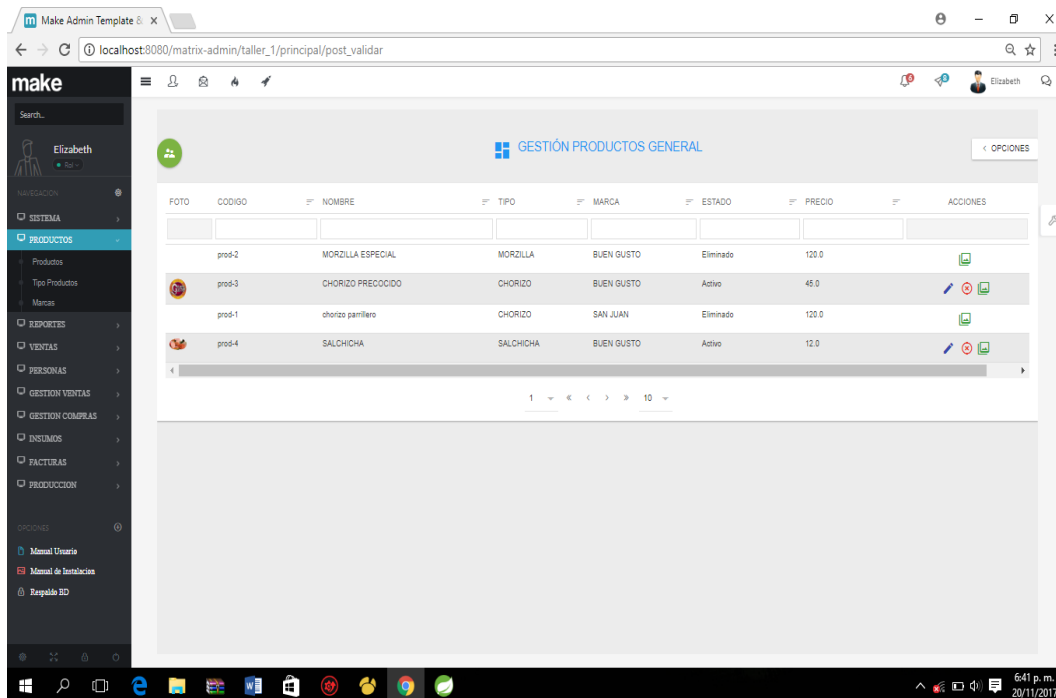 Make Admin Template &
localhost:8080/matrix-admin/taller_1/principal/post_validar
make
6
8
Elizabeth
Search...
Elizabeth
Rol
NAVEGACION
SISTEMA
PRODUCTOS
Productos
Tipo Productos
Marcas
REPORTES
VENTAS
PERSONAS
GESTION VENTAS
GESTION COMPRAS
INSUMOS
FACTURAS
PRODUCCION
OPCIONES
Manual Usuario
Manual de Instalacion
Respaldo BD
GESTIÓN PRODUCTOS GENERAL
< OPCIONES
FOTO CODIGO NOMBRE TIPO MARCA ESTADO PRECIO ACCIONES
prod-2 MORZILLA ESPECIAL MORZILLA BUEN GUSTO Eliminado 120.0
prod-3 CHORIZO PRECOCIDO CHORIZO BUEN GUSTO Activo 45.0
prod-1 chorizo parrillero CHORIZO SAN JUAN Eliminado 120.0
prod-4 SALCHICHA SALCHICHA BUEN GUSTO Activo 12.0
1 « < > » 10
6:41 p. m.
20/11/2017